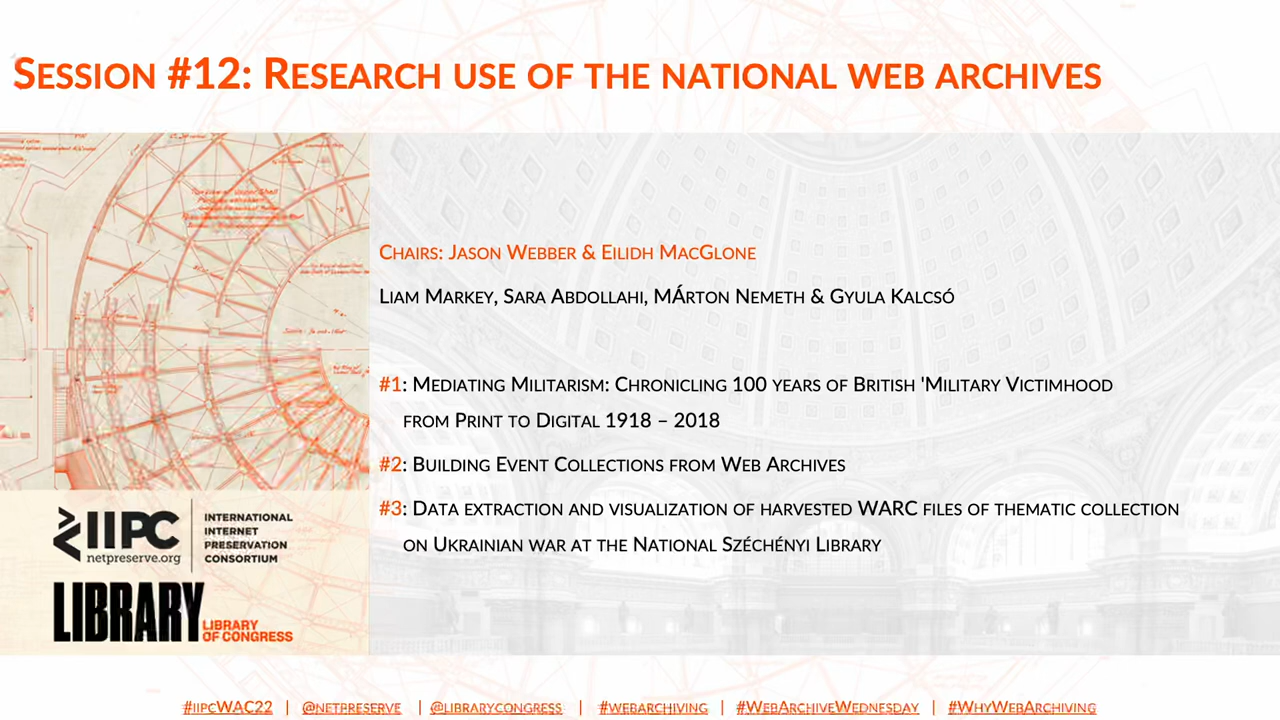 Session #12: Research use of the national web archives
Chairs: Jason Webber & Eilidh MacGlone
Liam Markey, Sara Abdollahi, MÁrton Nemeth & Gyula Kalcsó
#1: Mediating Militarism: Chronicling 100 years of British 'Military Victimhood
from Print to Digital 1918 – 2018
#2: Building Event Collections from Web Archives
#3: Data extraction and visualization of harvested WARC files of thematic collection
on Ukrainian war at the National Széchényi Library
IIPC
netpreserve.org
INTERNATIONAL
INTERNET
PRESERVATION
CONSORTIUM
LIBRARY
LIBRARY
OF CONGRESS
#iipcWAC22 | @netpreserve | @librarycongress | #webarchiving | #WebArchiveWednesday | #WhyWebArchiving